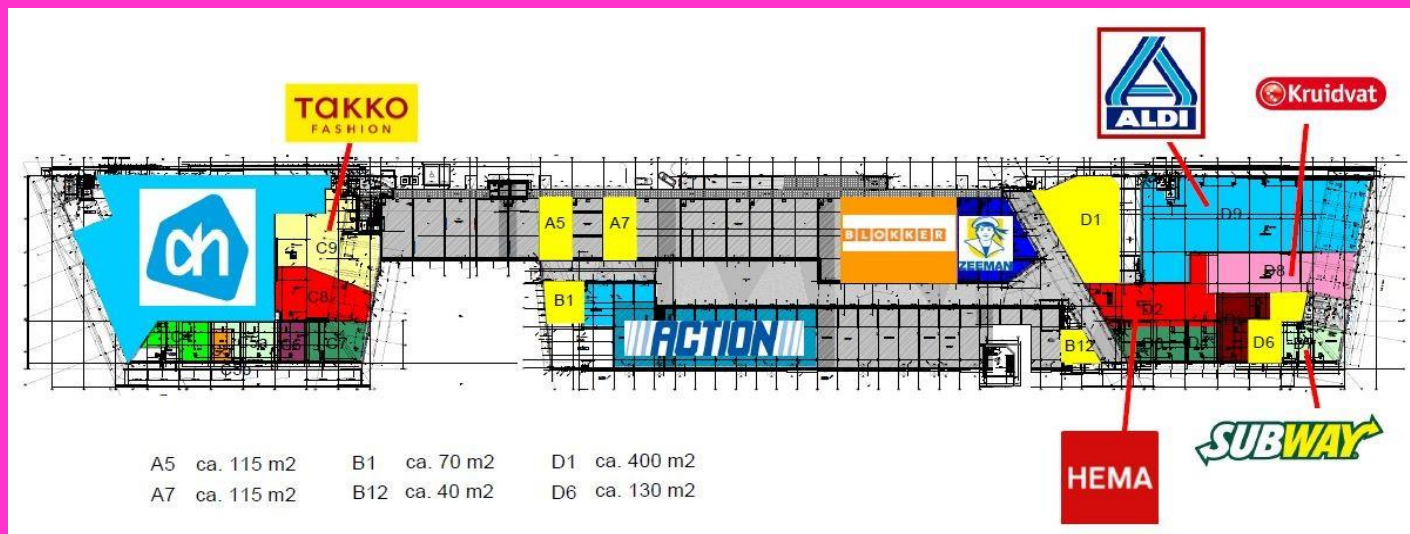 TAKKO
FASHION
ALDI
Kruidvat
ah
A5
A7
BLOKKER
ZEEMAN
D1
D9
C9
D8
C8
B1
D2
ACTION
B12
D6
C7
HEMA
SUBWAY
A5 ca. 115 m2
B1 ca. 70 m2
D1 ca. 400 m2
A7 ca. 115 m2
B12 ca. 40 m2
D6 ca. 130 m2